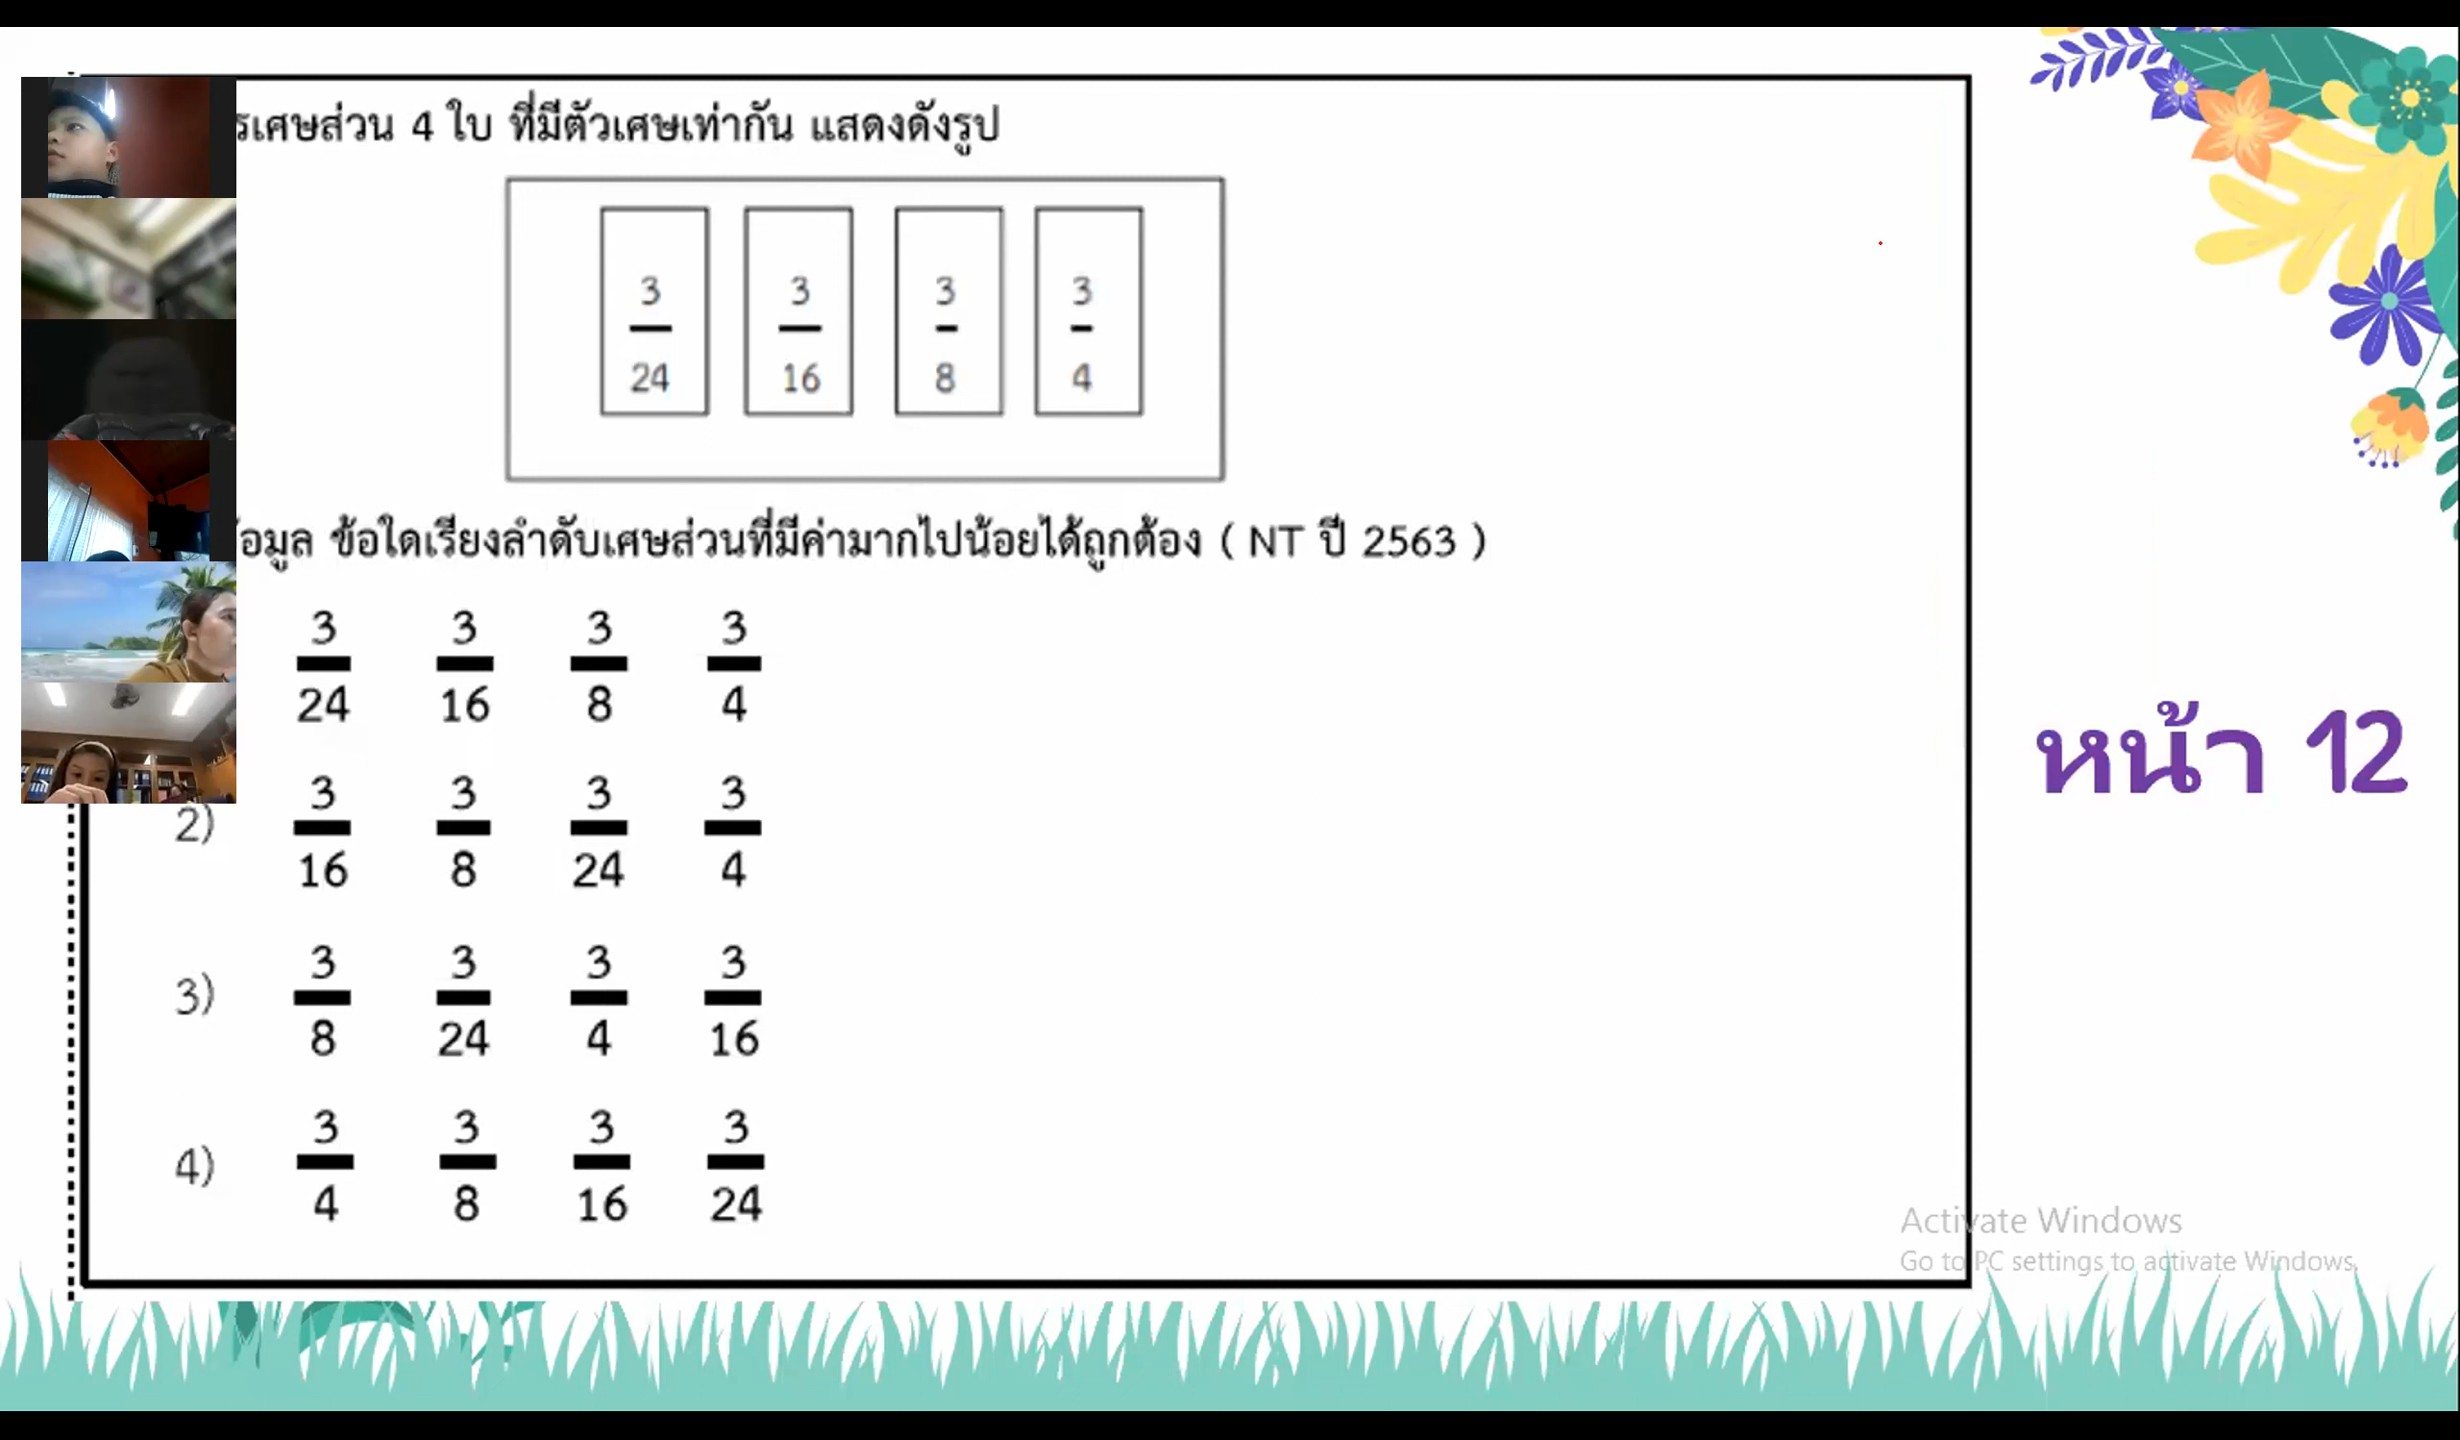 รเศษส่วน 4 ใบ ที่มีตัวเศษเท่ากัน แสดงดังรูป
3 3 3 3
24 16 8 4
อมูล ข้อใดเรียงลำดับเศษส่วนที่มีค่ามากไปน้อยได้ถูกต้อง ( NT ปี 2563 )
3 3 3 3
24 16 8 4
2) 3 3 3 3
16 8 24 4
3) 3 3 3 3
8 24 4 16
4) 3 3 3 3
4 8 16 24
หน้า 12
Activate Windows
Go to PC settings to activate Windows.